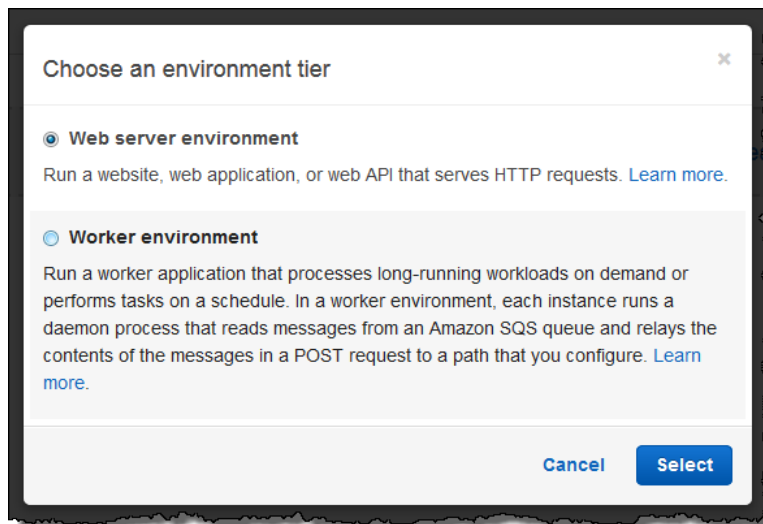 Choose an environment tier
Web server environment
Run a website, web application, or web API that serves HTTP requests. Learn more.
Worker environment
Run a worker application that processes long-running workloads on demand or
performs tasks on a schedule. In a worker environment, each instance runs a
daemon process that reads messages from an Amazon SQS queue and relays the
contents of the messages in a POST request to a path that you configure. Learn
more.
Cancel Select